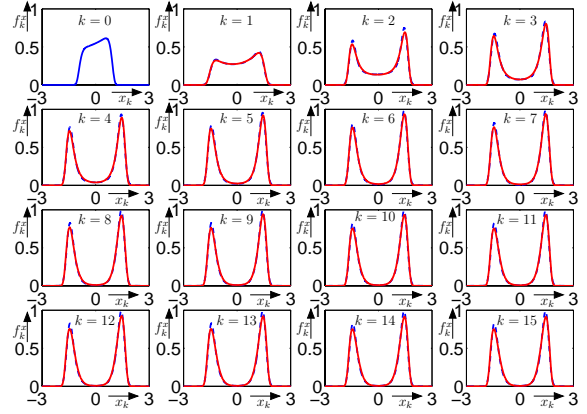 1 f_k^x k = 0 1 f_k^x k = 1 1 f_k^x k = 2 1 f_k^x k = 3
0.5 0.5 0.5 0.5
0 0 0 0
−3 0 x_k 3 −3 0 x_k 3 −3 0 x_k 3 −3 0 x_k 3
1 f_k^x k = 4 1 f_k^x k = 5 1 f_k^x k = 6 1 f_k^x k = 7
0.5 0.5 0.5 0.5
0 0 0 0
−3 0 x_k 3 −3 0 x_k 3 −3 0 x_k 3 −3 0 x_k 3
1 f_k^x k = 8 1 f_k^x k = 9 1 f_k^x k = 10 1 f_k^x k = 11
0.5 0.5 0.5 0.5
0 0 0 0
−3 0 x_k 3 −3 0 x_k 3 −3 0 x_k 3 −3 0 x_k 3
1 f_k^x k = 12 1 f_k^x k = 13 1 f_k^x k = 14 1 f_k^x k = 15
0.5 0.5 0.5 0.5
0 0 0 0
−3 0 x_k 3 −3 0 x_k 3 −3 0 x_k 3 −3 0 x_k 3